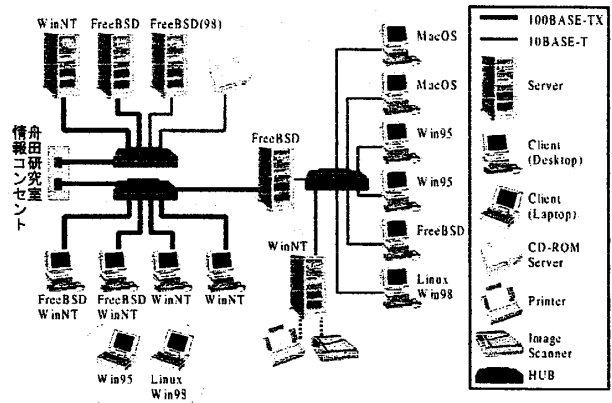 WinNT FreeBSD FreeBSD(98)
舟田研究室
情報コンセント
FreeBSD
WinNT
FreeBSD
WinNT
WinNT
WinNT
Win95
Linux
Win98
FreeBSD
WinNT
MacOS
MacOS
Win95
Win95
FreeBSD
Linux
Win98
100BASE-TX
10BASE-T
Server
Client
(Desktop)
Client
(Laptop)
CD-ROM
Server
Printer
Image
Scanner
HUB